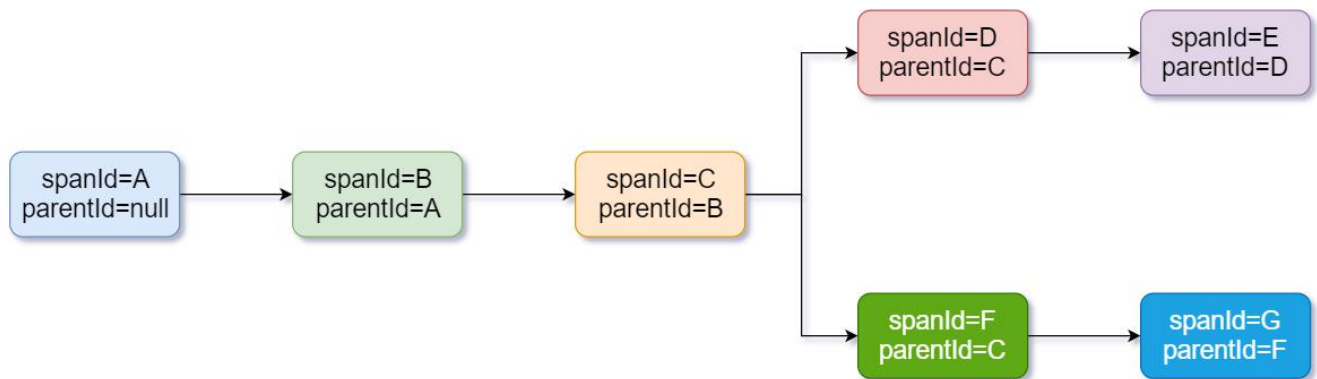 spanId=D
parentId=C
spanId=E
parentId=D
spanId=A
parentId=null
spanId=B
parentId=A
spanId=C
parentId=B
spanId=F
parentId=C
spanId=G
parentId=F